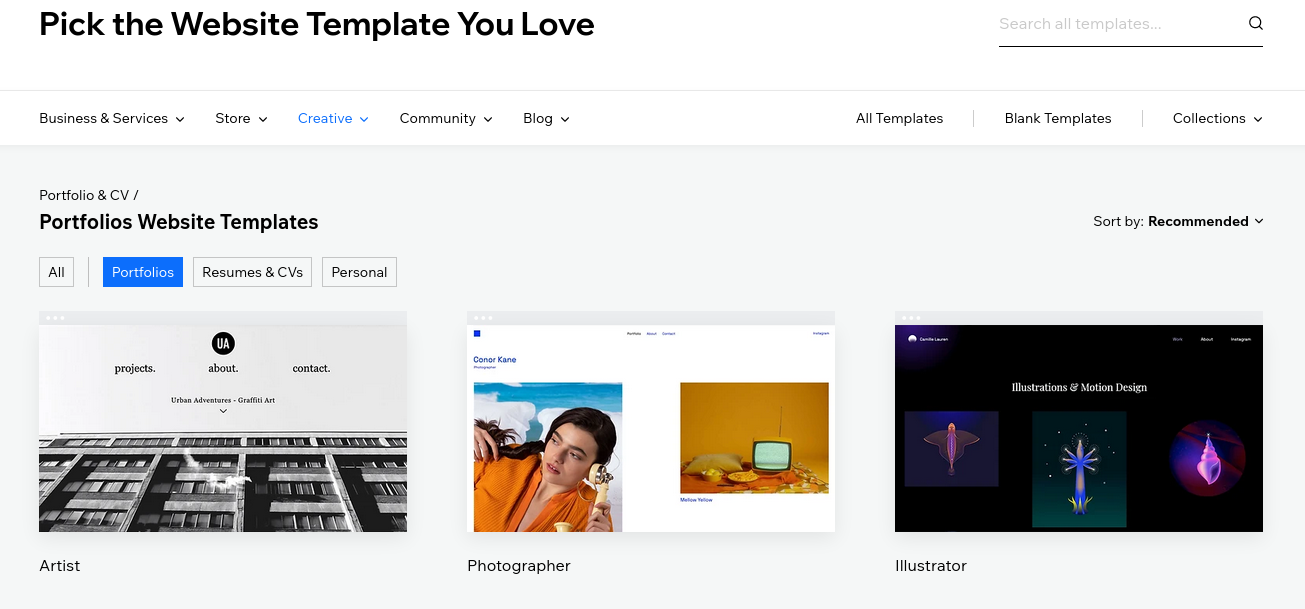 Pick the Website Template You Love
Search all templates...
Business & Services Store Creative Community Blog All Templates Blank Templates Collections
Portfolio & CV /
Portfolios Website Templates
Sort by: Recommended
All Portfolios Resumes & CVs Personal
UA
projects. about. contact.
Urban Adventures - Graffiti Art
Portfolio About Contact Instagram
Conor Kane
Photographer
Mellow Yellow
Camille Lauren Work About Instagram
Illustrations & Motion Design
Artist Photographer Illustrator